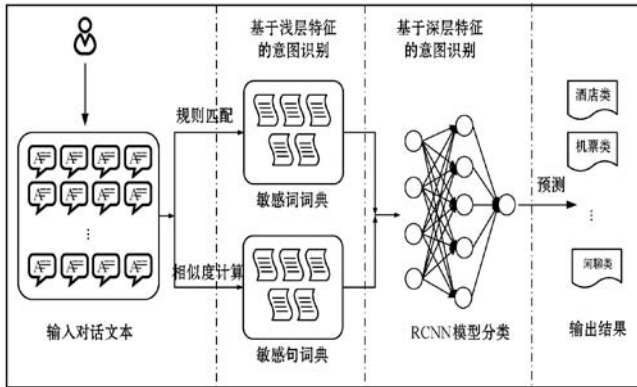 基于浅层特征
的意图识别
基于深层特征
的意图识别
规则匹配
敏感词词典
相似度计算
敏感句词典
输入对话文本
RCNN模型分类
预测
酒店类
机票类
...
闲聊类
输出结果